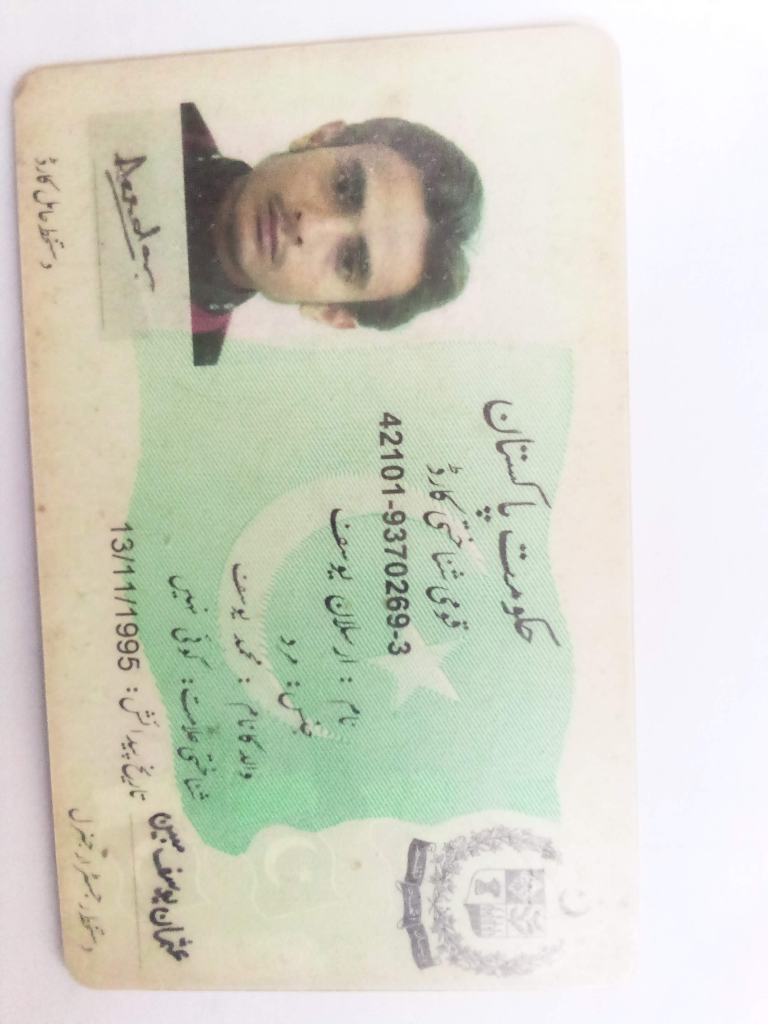 حکومت پاکستان
قومی شناختی کارڈ
42101-9370269-3
نام : ارسلان یوسف
جنس : مرد
والد کا نام : محمد یوسف
شناختی علامت : کوئی نہیں
تاریخ پیدائش : 13/11/1995
دستخط حامل کارڈ
عثمان یوسف مبین
دستخط رجسٹرار جنرل